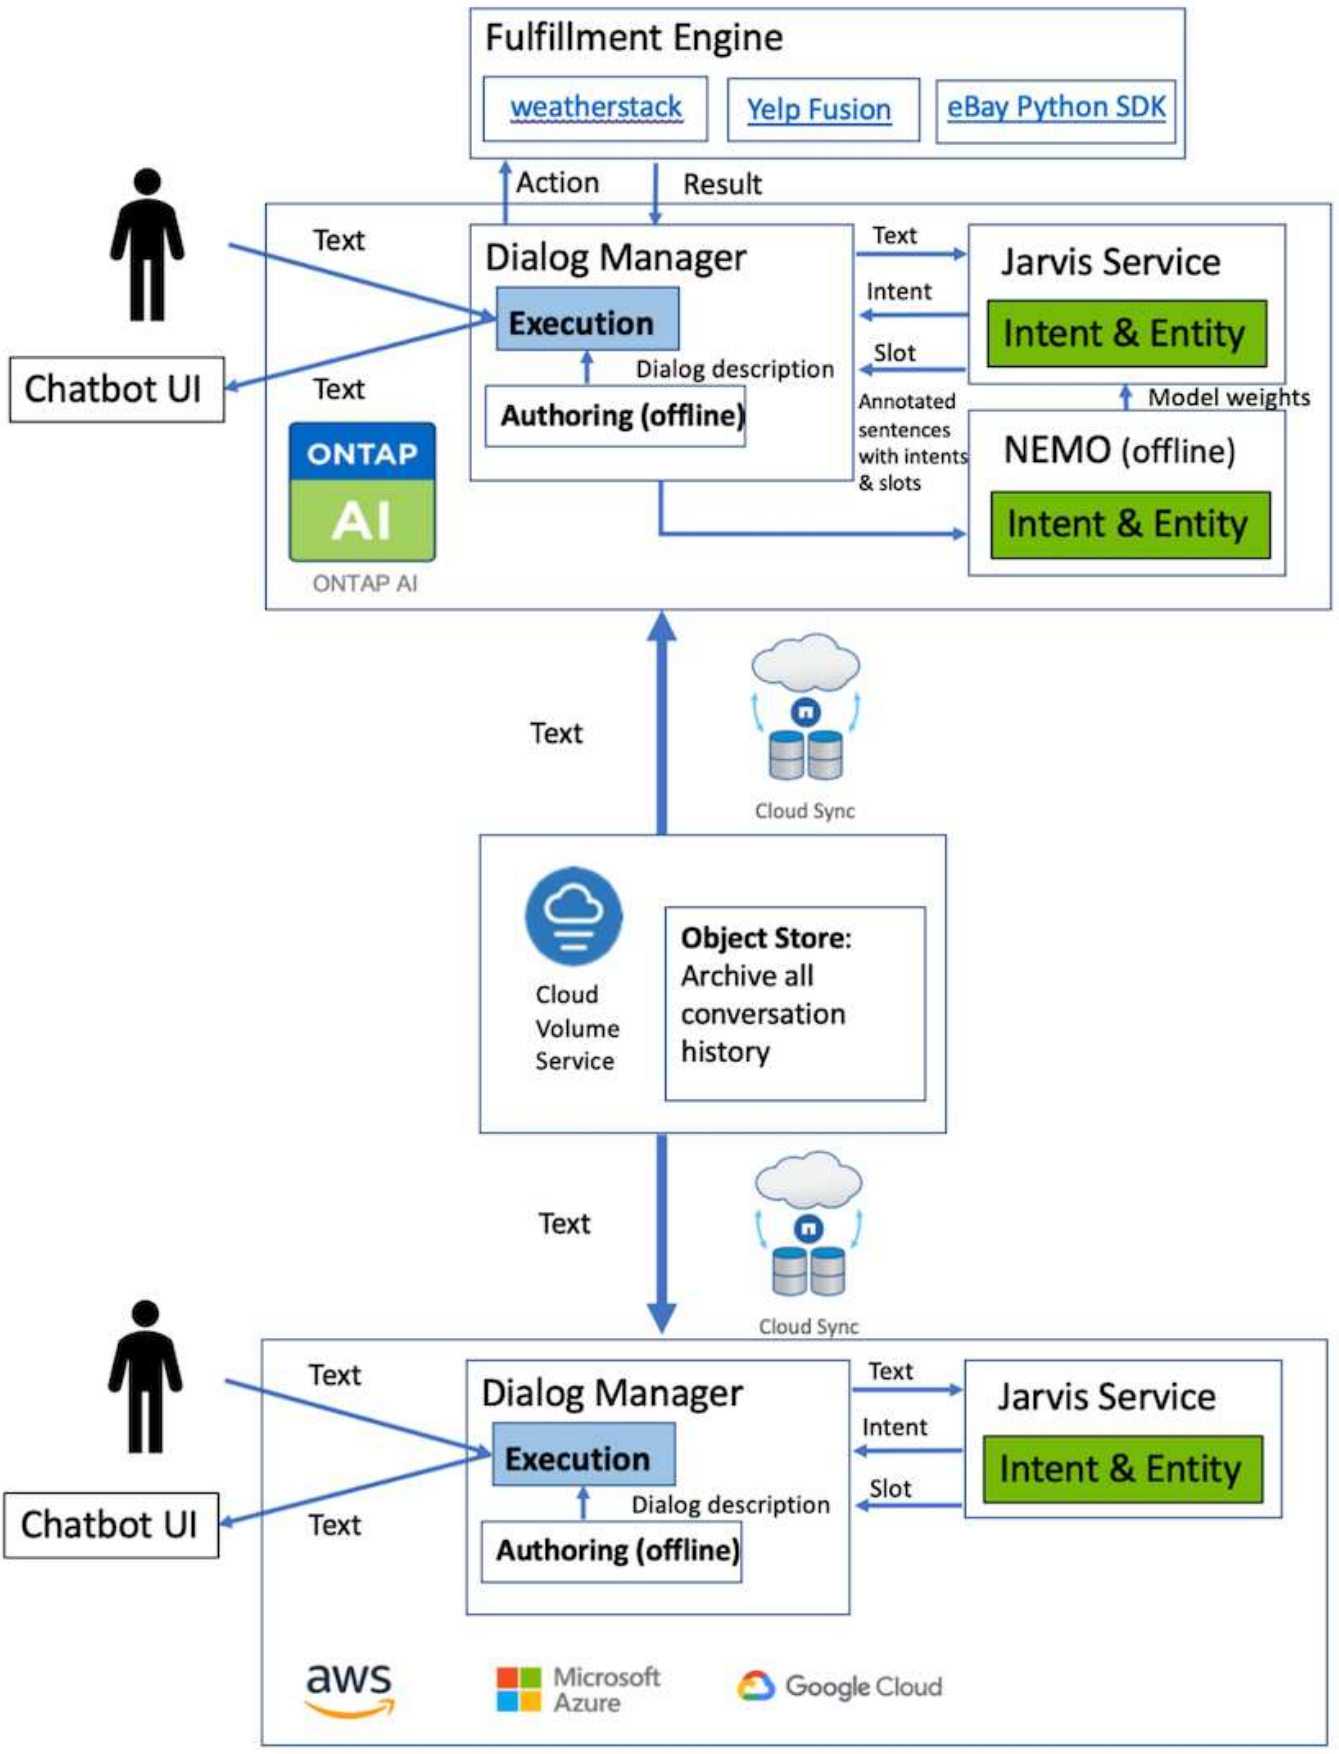 Fulfillment Engine
weatherstack
Yelp Fusion
eBay Python SDK
Action
Result
Text
Dialog Manager
Execution
Dialog description
Authoring (offline)
Text
Intent
Slot
Jarvis Service
Intent & Entity
Chatbot UI
Text
Annotated
sentences
with intents
& slots
Model weights
NEMO (offline)
Intent & Entity
ONTAP
AI
ONTAP AI
Text
Cloud Sync
Cloud
Volume
Service
Object Store:
Archive all
conversation
history
Text
Cloud Sync
Text
Dialog Manager
Execution
Dialog description
Authoring (offline)
Text
Intent
Slot
Jarvis Service
Intent & Entity
Chatbot UI
Text
aws
Microsoft
Azure
Google Cloud